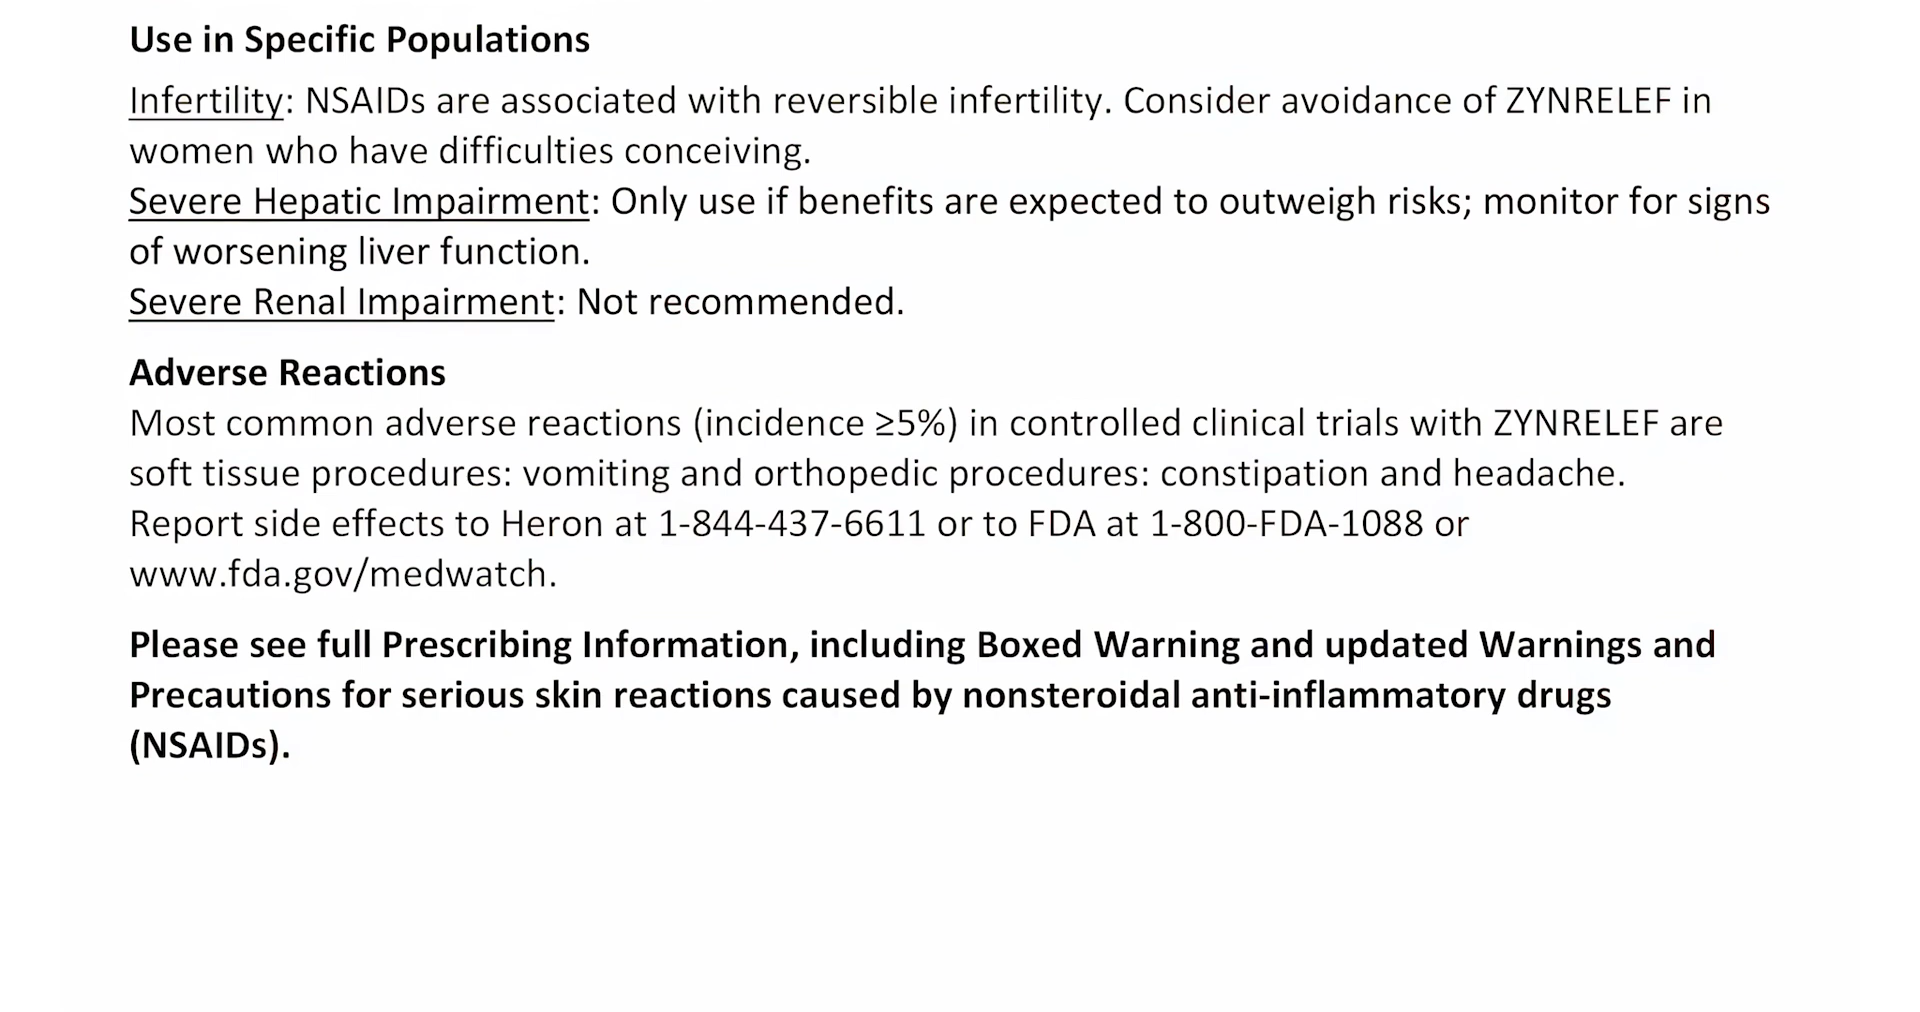 Use in Specific Populations
Infertility: NSAIDs are associated with reversible infertility. Consider avoidance of ZYNRELEF in
women who have difficulties conceiving.
Severe Hepatic Impairment: Only use if benefits are expected to outweigh risks; monitor for signs
of worsening liver function.
Severe Renal Impairment: Not recommended.
Adverse Reactions
Most common adverse reactions (incidence ≥5%) in controlled clinical trials with ZYNRELEF are
soft tissue procedures: vomiting and orthopedic procedures: constipation and headache.
Report side effects to Heron at 1-844-437-6611 or to FDA at 1-800-FDA-1088 or
www.fda.gov/medwatch.
Please see full Prescribing Information, including Boxed Warning and updated Warnings and
Precautions for serious skin reactions caused by nonsteroidal anti-inflammatory drugs
(NSAIDs).